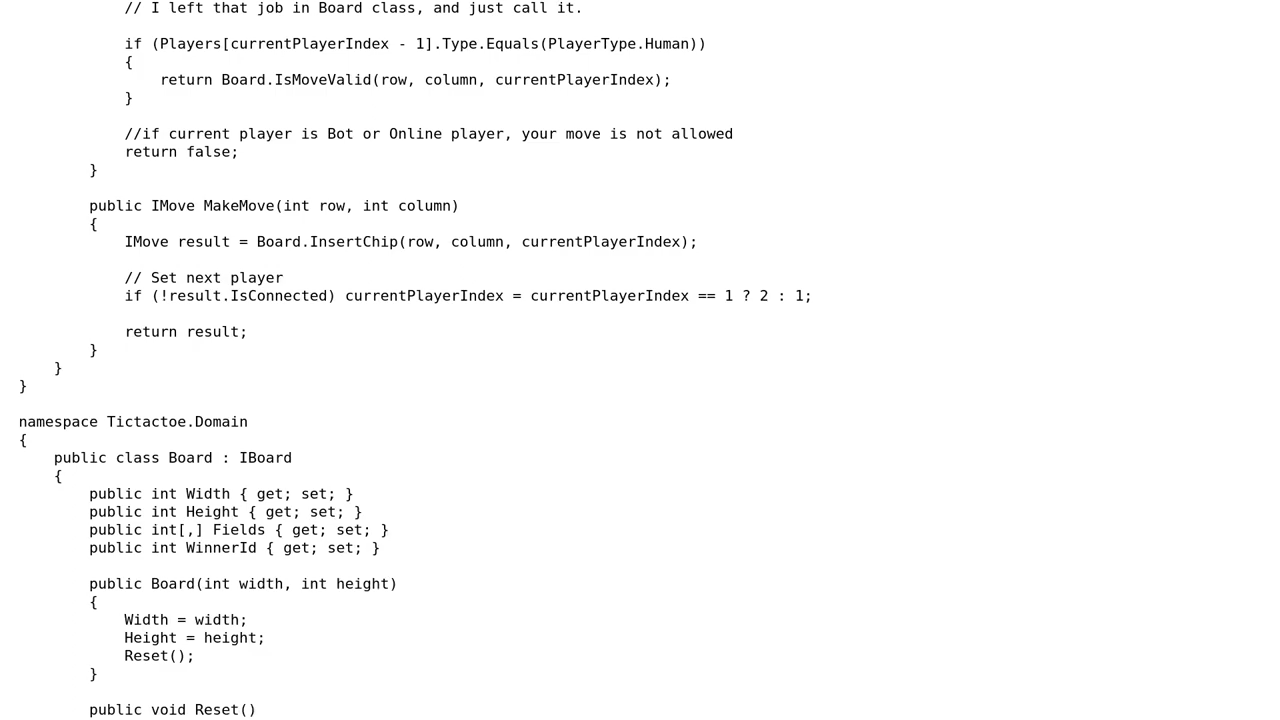 // I left that job in Board class, and just call it.
if (Players[currentPlayerIndex - 1].Type.Equals(PlayerType.Human))
{
return Board.IsMoveValid(row, column, currentPlayerIndex);
}
//if current player is Bot or Online player, your move is not allowed
return false;
}
public IMove MakeMove(int row, int column)
{
IMove result = Board.InsertChip(row, column, currentPlayerIndex);
// Set next player
if (!result.IsConnected) currentPlayerIndex = currentPlayerIndex == 1 ? 2 : 1;
return result;
}
}
}
namespace Tictactoe.Domain
{
public class Board : IBoard
{
public int Width { get; set; }
public int Height { get; set; }
public int[,] Fields { get; set; }
public int WinnerId { get; set; }
public Board(int width, int height)
{
Width = width;
Height = height;
Reset();
}
public void Reset()